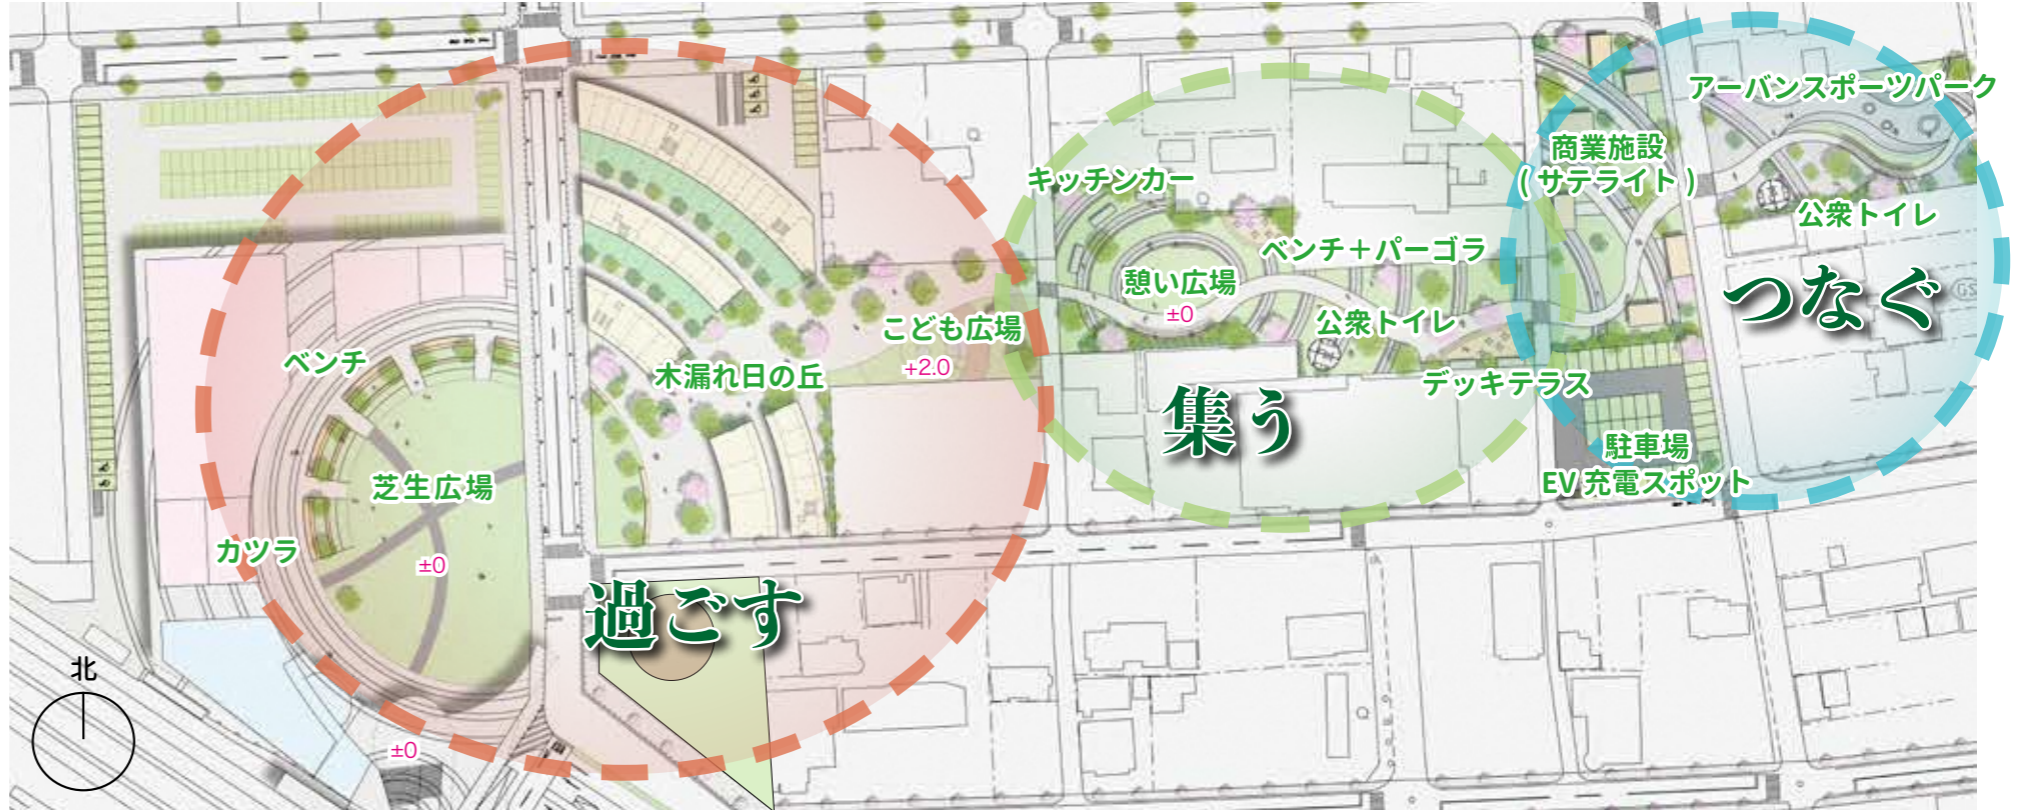 アーバンスポーツパーク
商業施設
( サテライト )
公衆トイレ
つなぐ
GS
キッチンカー
ベンチ＋パーゴラ
憩い広場
±0
公衆トイレ
デッキテラス
集う
駐車場
EV 充電スポット
こども広場
+2.0
木漏れ日の丘
ベンチ
芝生広場
±0
カツラ
過ごす
±0
北